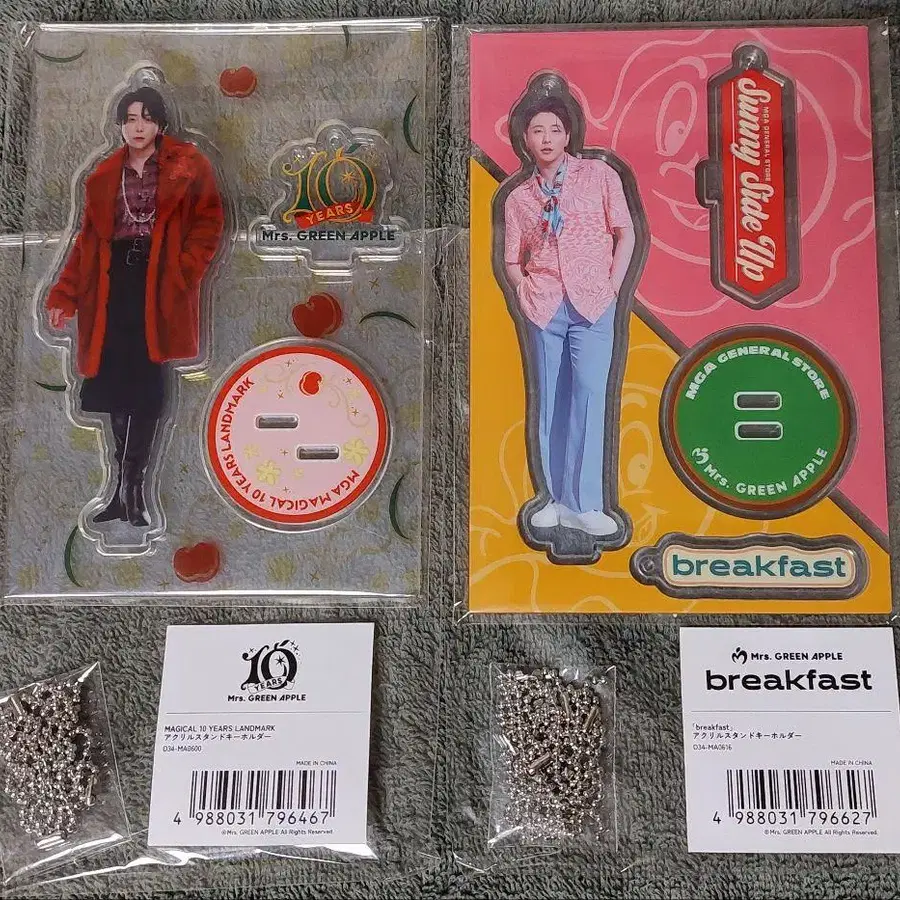 10
YEARS
Mrs. GREEN APPLE
MGA MAGICAL 10 YEARS LANDMARK
MGA GENERAL STORE
Sunny Side Up
MGA GENERAL STORE
Mrs. GREEN APPLE
breakfast
10
YEARS
Mrs. GREEN APPLE
MAGICAL 10 YEARS LANDMARK
アクリルスタンドキーホルダー
D34-MA0600
MADE IN CHINA
4 988031 796467
©Mrs. GREEN APPLE All Rights Reserved.
Mrs. GREEN APPLE
breakfast
「breakfast」
アクリルスタンドキーホルダー
D34-MA0616
MADE IN CHINA
4 988031 796627
©Mrs. GREEN APPLE All Rights Reserved.